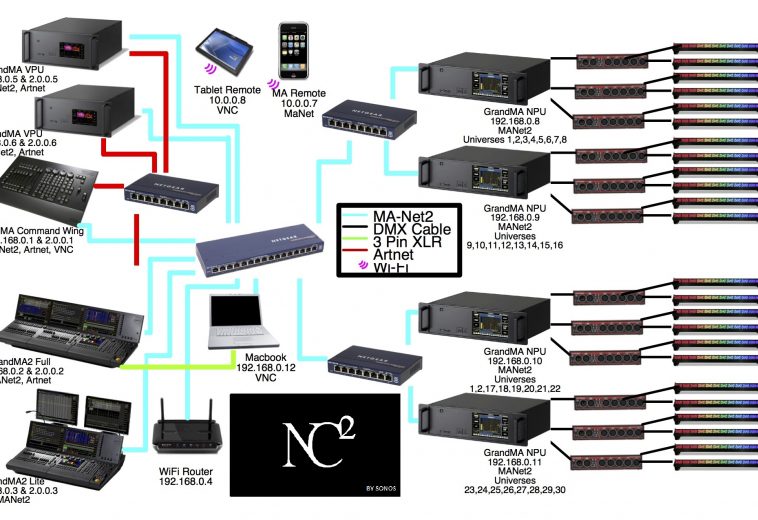 GrandMA VPU
.0.5 & 2.0.0.5
Net2, Artnet
MA VPU
.0.6 & 2.0.0.6
Net2, Artnet
MA Command Wing
.168.0.1 & 2.0.0.1
Net2, Artnet, VNC
GrandMA2 Full
168.0.2 & 2.0.0.2
MANet2, Artnet
GrandMA2 Lite
.0.3 & 2.0.0.3
MANet2
Tablet Remote
10.0.0.8
VNC
MA Remote
10.0.0.7
MaNet
NETGEAR
NETGEAR
NETGEAR
NETGEAR
MA-Net2
DMX Cable
3 Pin XLR
Artnet
Wi-Fi
Macbook
192.168.0.12
VNC
WiFi Router
192.168.0.4
NC2
BY SONOS
GrandMA NPU
192.168.0.8
MANet2
Universes 1,2,3,4,5,6,7,8
GrandMA NPU
192.168.0.9
MANet2
Universes
9,10,11,12,13,14,15,16
GrandMA NPU
192.168.0.10
MANet2
Universes
1,2,17,18,19,20,21,22
GrandMA NPU
192.168.0.11
MANet2
Universes
23,24,25,26,27,28,29,30